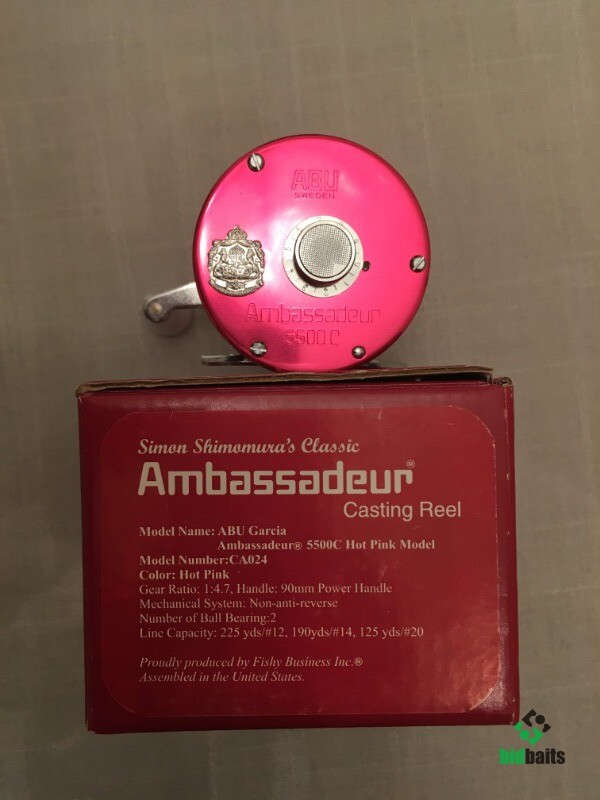 ABU
SWEDEN
Ambassadeur
5500C
Simon Shimomura's Classic
Ambassadeur®
Casting Reel
Model Name: ABU Garcia
Ambassadeur® 5500C Hot Pink Model
Model Number:CA024
Color: Hot Pink
Gear Ratio: 1:4.7, Handle: 90mm Power Handle
Mechanical System: Non-anti-reverse
Number of Ball Bearing:2
Line Capacity: 225 yds/#12, 190yds/#14, 125 yds/#20
Proudly produced by Fishy Business Inc.®
Assembled in the United States.
bidbaits